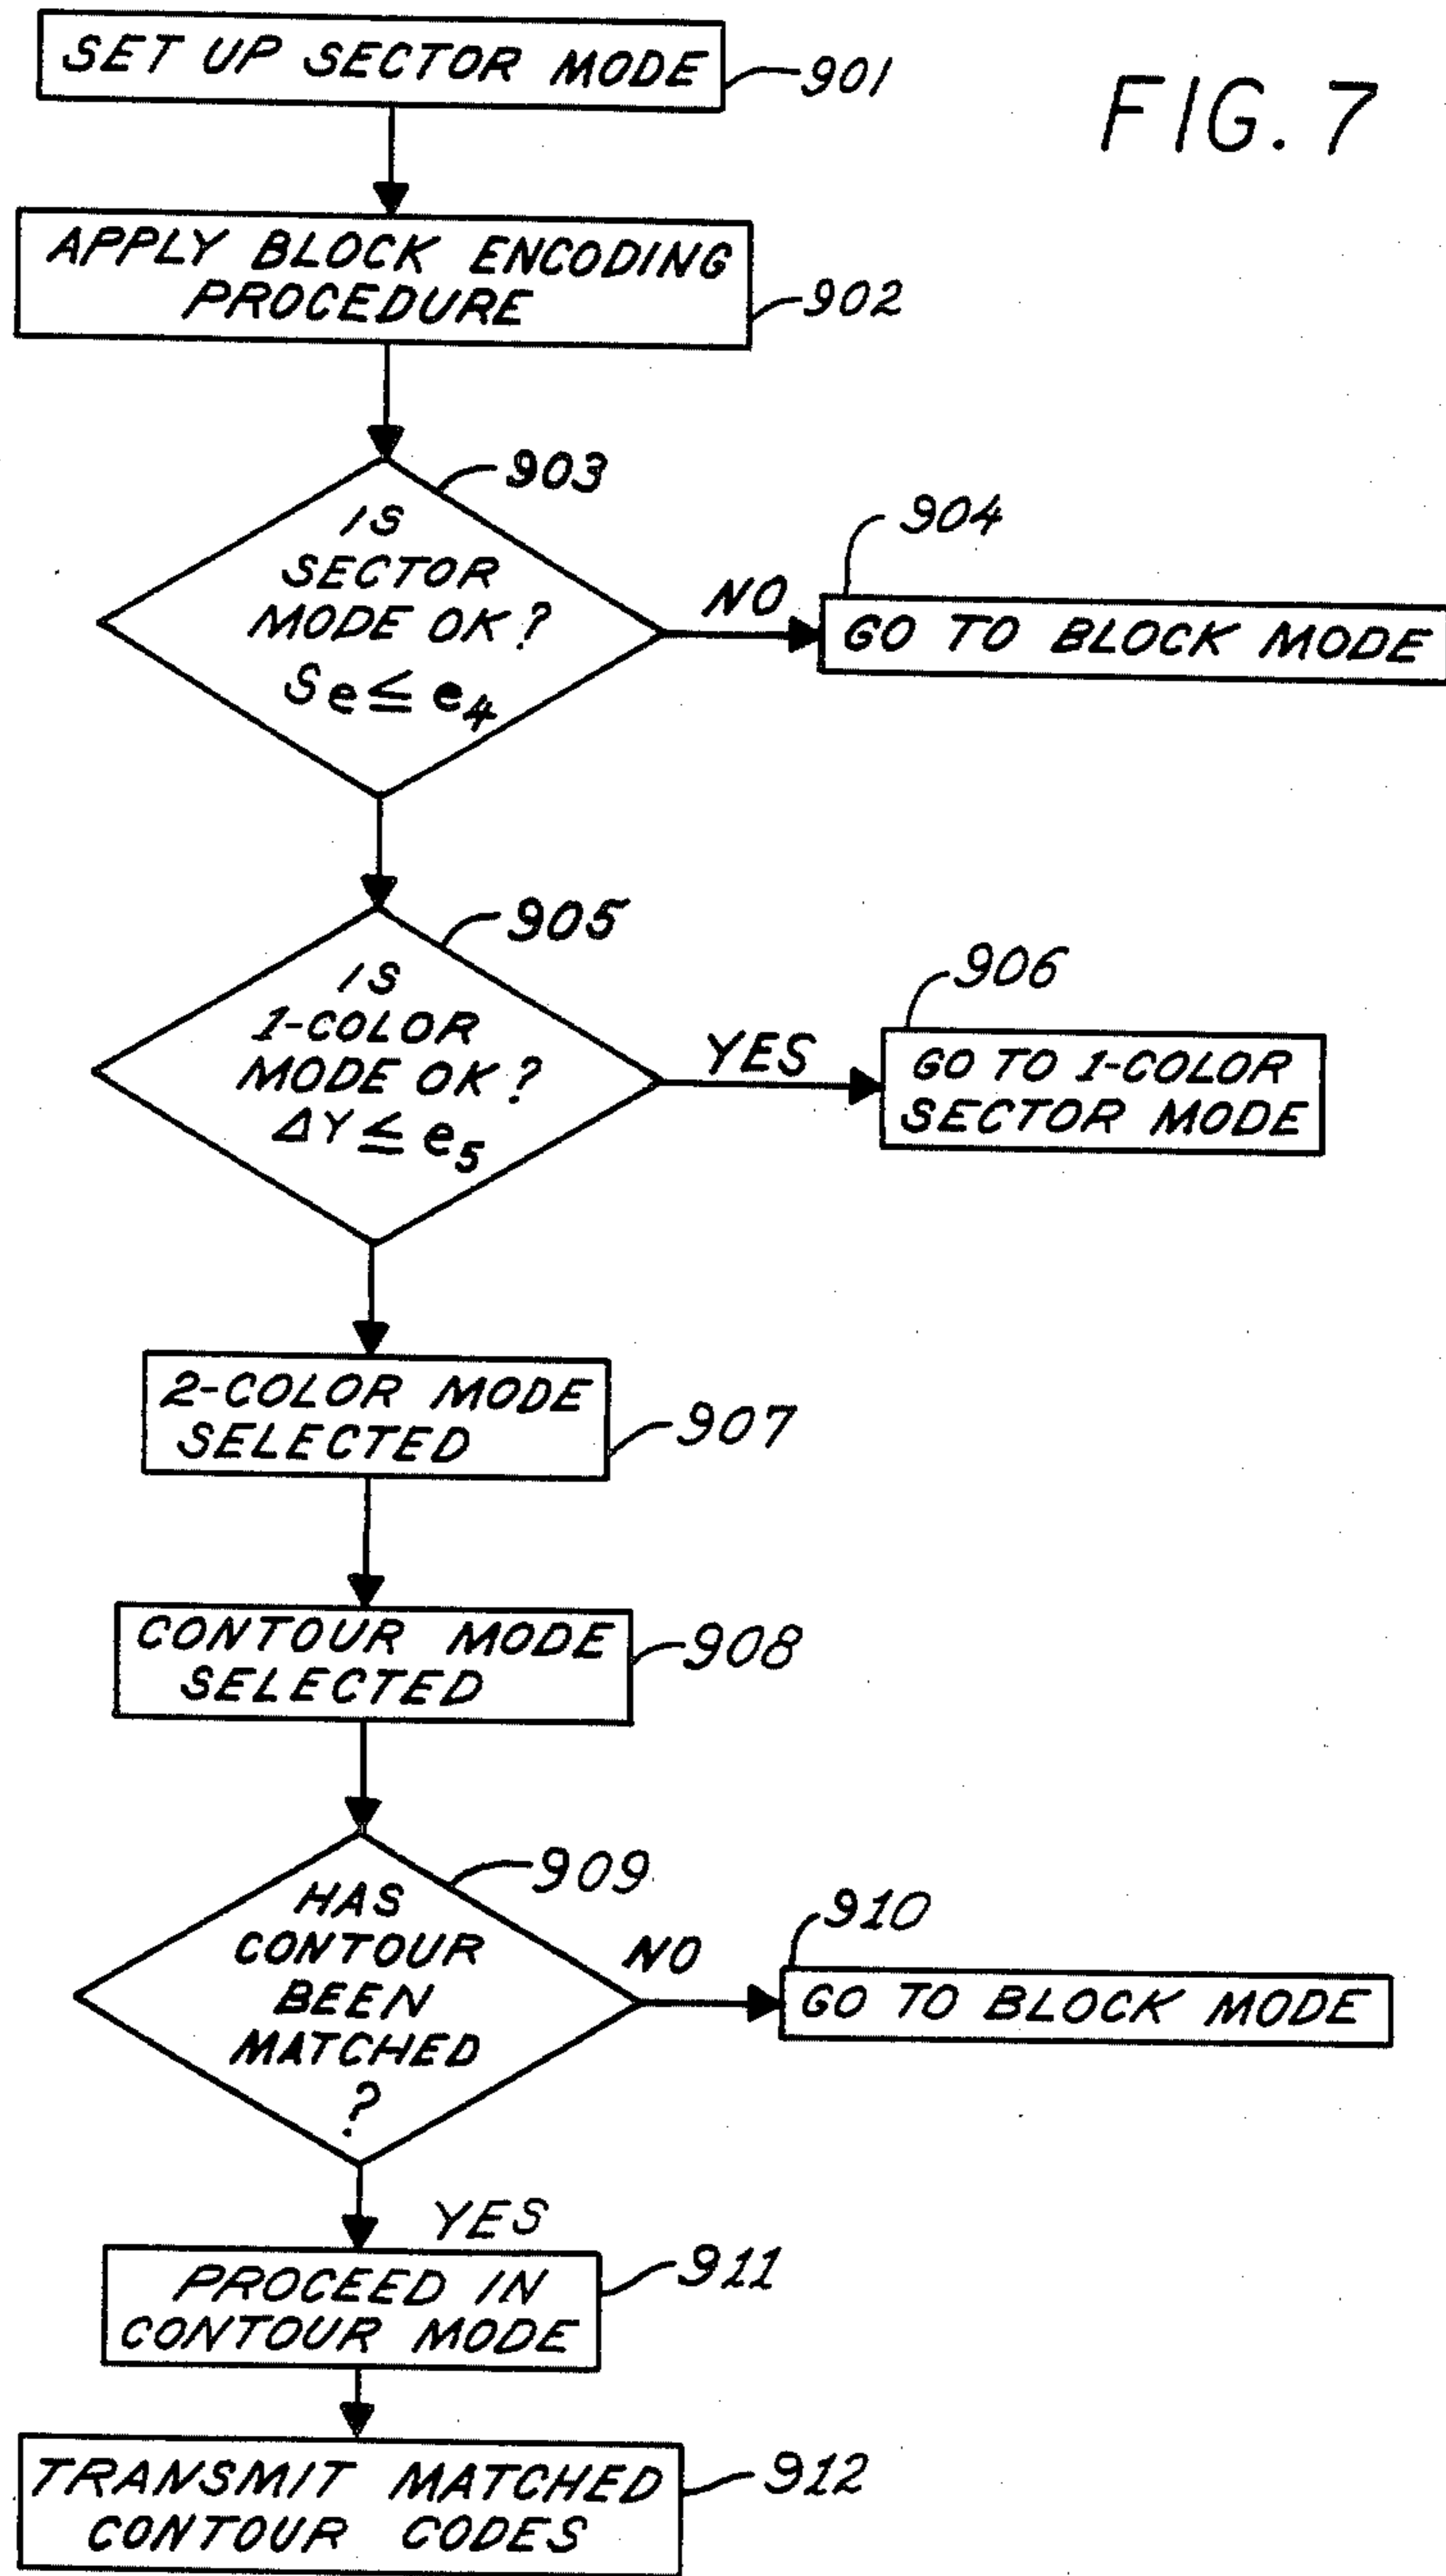 FIG. 7
SET UP SECTOR MODE
901
APPLY BLOCK ENCODING
PROCEDURE
902
903
IS
SECTOR
MODE OK?
Se ≤ e4
NO
904
GO TO BLOCK MODE
905
IS
1-COLOR
MODE OK?
ΔY ≤ e5
YES
906
GO TO 1-COLOR
SECTOR MODE
2-COLOR MODE
SELECTED
907
CONTOUR MODE
SELECTED
908
909
HAS
CONTOUR
BEEN
MATCHED
?
NO
910
GO TO BLOCK MODE
YES
PROCEED IN
CONTOUR MODE
911
TRANSMIT MATCHED
CONTOUR CODES
912